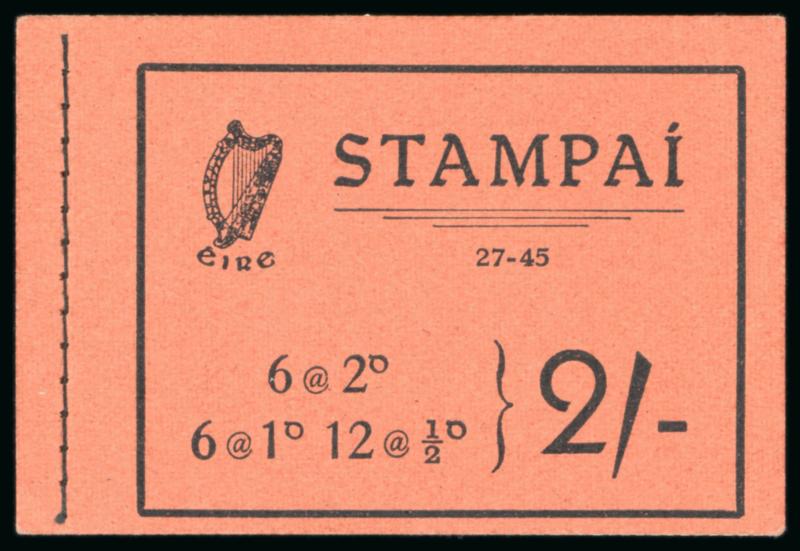 STAMPAÍ
éire
27-45
6 @ 2ᴅ
6 @ 1ᴅ 12 @ ½ᴅ } 2/-